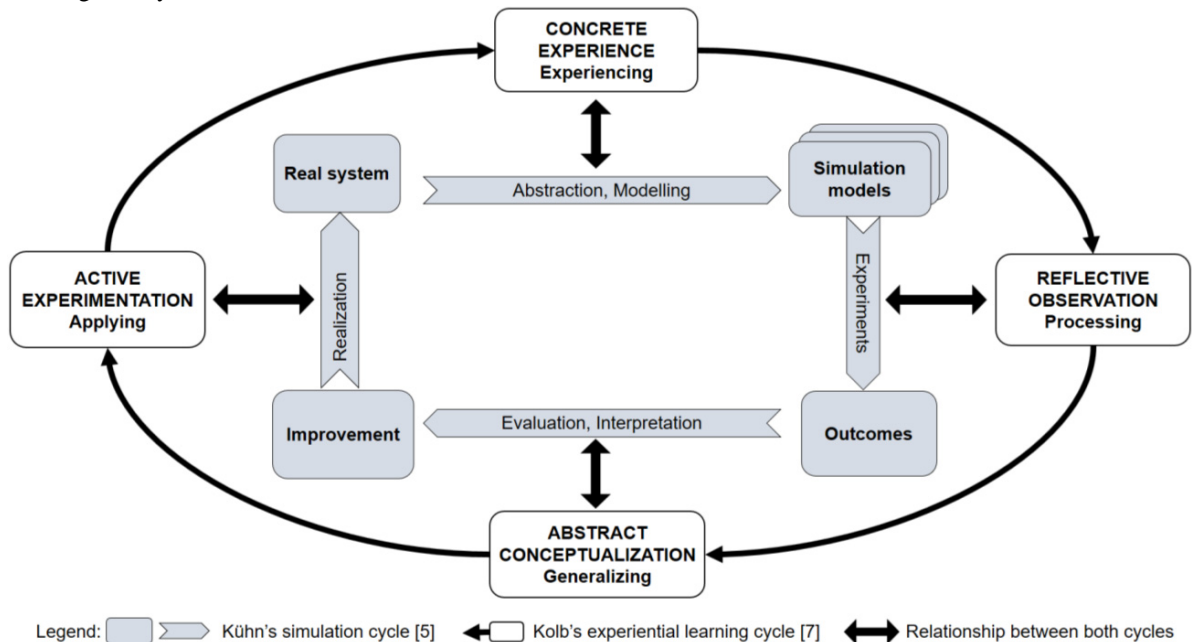 CONCRETE
EXPERIENCE
Experiencing
Real system
Abstraction, Modelling
Simulation
models
ACTIVE
EXPERIMENTATION
Applying
Realization
Experiments
REFLECTIVE
OBSERVATION
Processing
Improvement
Evaluation, Interpretation
Outcomes
ABSTRACT
CONCEPTUALIZATION
Generalizing
Legend: Kühn's simulation cycle [5] Kolb's experiential learning cycle [7] Relationship between both cycles